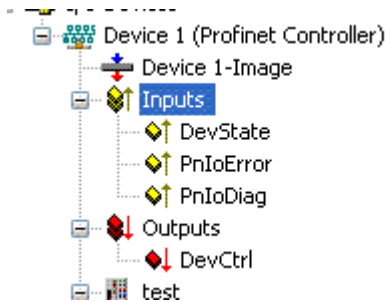 Device 1 (Profinet Controller)
Device 1-Image
Inputs
DevState
PnIoError
PnIoDiag
Outputs
DevCtrl
test